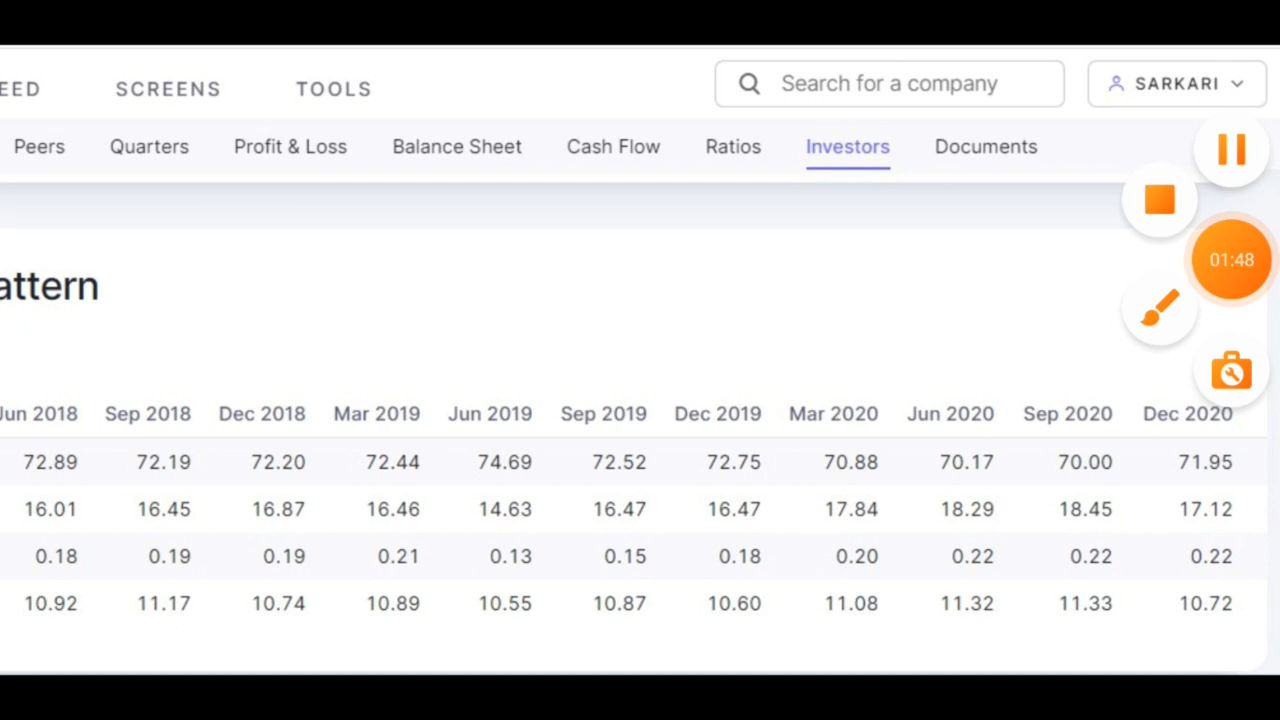 EED SCREENS TOOLS Search for a company SARKARI
Peers Quarters Profit & Loss Balance Sheet Cash Flow Ratios Investors Documents
01:48
attern
Jun 2018 Sep 2018 Dec 2018 Mar 2019 Jun 2019 Sep 2019 Dec 2019 Mar 2020 Jun 2020 Sep 2020 Dec 2020
72.89 72.19 72.20 72.44 74.69 72.52 72.75 70.88 70.17 70.00 71.95
16.01 16.45 16.87 16.46 14.63 16.47 16.47 17.84 18.29 18.45 17.12
0.18 0.19 0.19 0.21 0.13 0.15 0.18 0.20 0.22 0.22 0.22
10.92 11.17 10.74 10.89 10.55 10.87 10.60 11.08 11.32 11.33 10.72